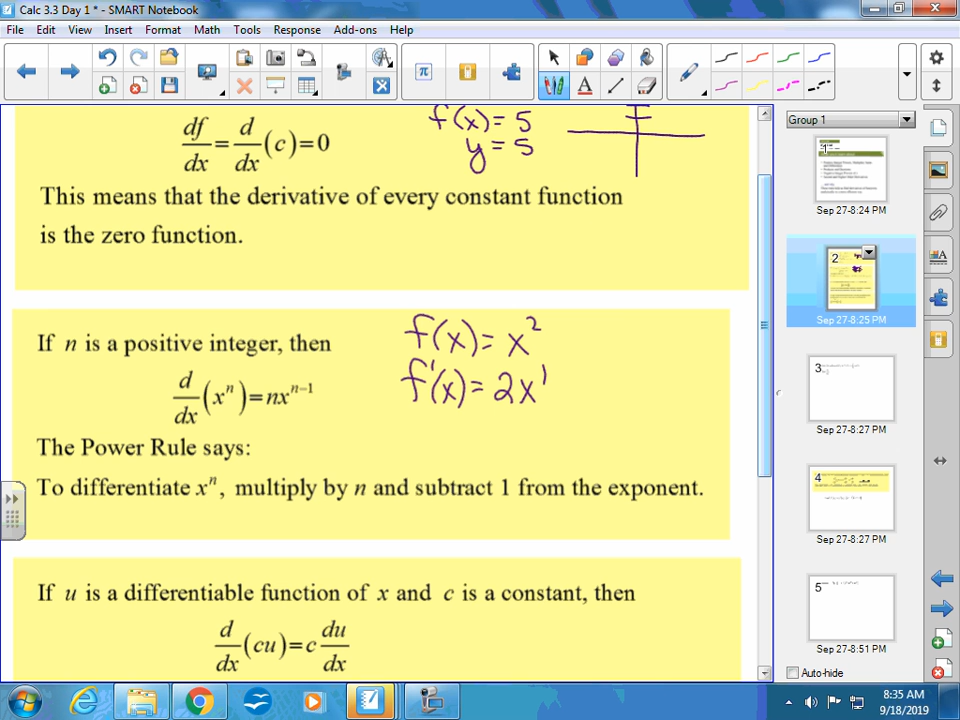 Calc 3.3 Day 1 * - SMART Notebook
File Edit View Insert Format Math Tools Response Add-ons Help
df/dx = d/dx (c) = 0
f(x) = 5
y = 5
This means that the derivative of every constant function
is the zero function.
If n is a positive integer, then
f(x) = x²
d/dx (xⁿ) = nxⁿ⁻¹
f'(x) = 2x¹
The Power Rule says:
To differentiate xⁿ, multiply by n and subtract 1 from the exponent.
If u is a differentiable function of x and c is a constant, then
d/dx (cu) = c du/dx
Group 1
1
Sep 27-8:24 PM
2
Sep 27-8:25 PM
3
Sep 27-8:27 PM
4
Sep 27-8:27 PM
5
Sep 27-8:51 PM
Auto-hide
8:35 AM
9/18/2019